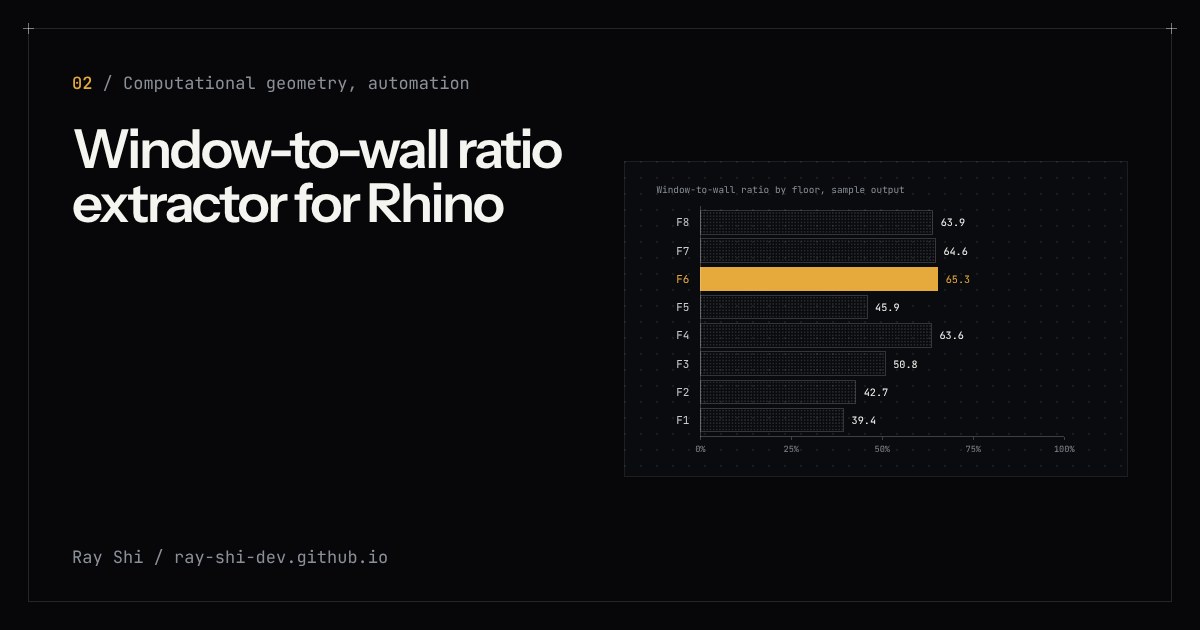 02 / Computational geometry, automation
Window-to-wall ratio
extractor for Rhino
Window-to-wall ratio by floor, sample output
F8 63.9
F7 64.6
F6 65.3
F5 45.9
F4 63.6
F3 50.8
F2 42.7
F1 39.4
0% 25% 50% 75% 100%
Ray Shi / ray-shi-dev.github.io